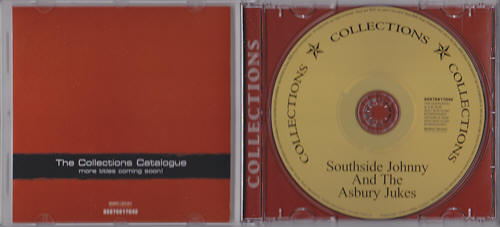 The Collections Catalogue
more titles coming soon!
COLLECTIONS
COLLECTIONS
COLLECTIONS
COLLECTIONS
Southside Johnny
And The
Asbury Jukes